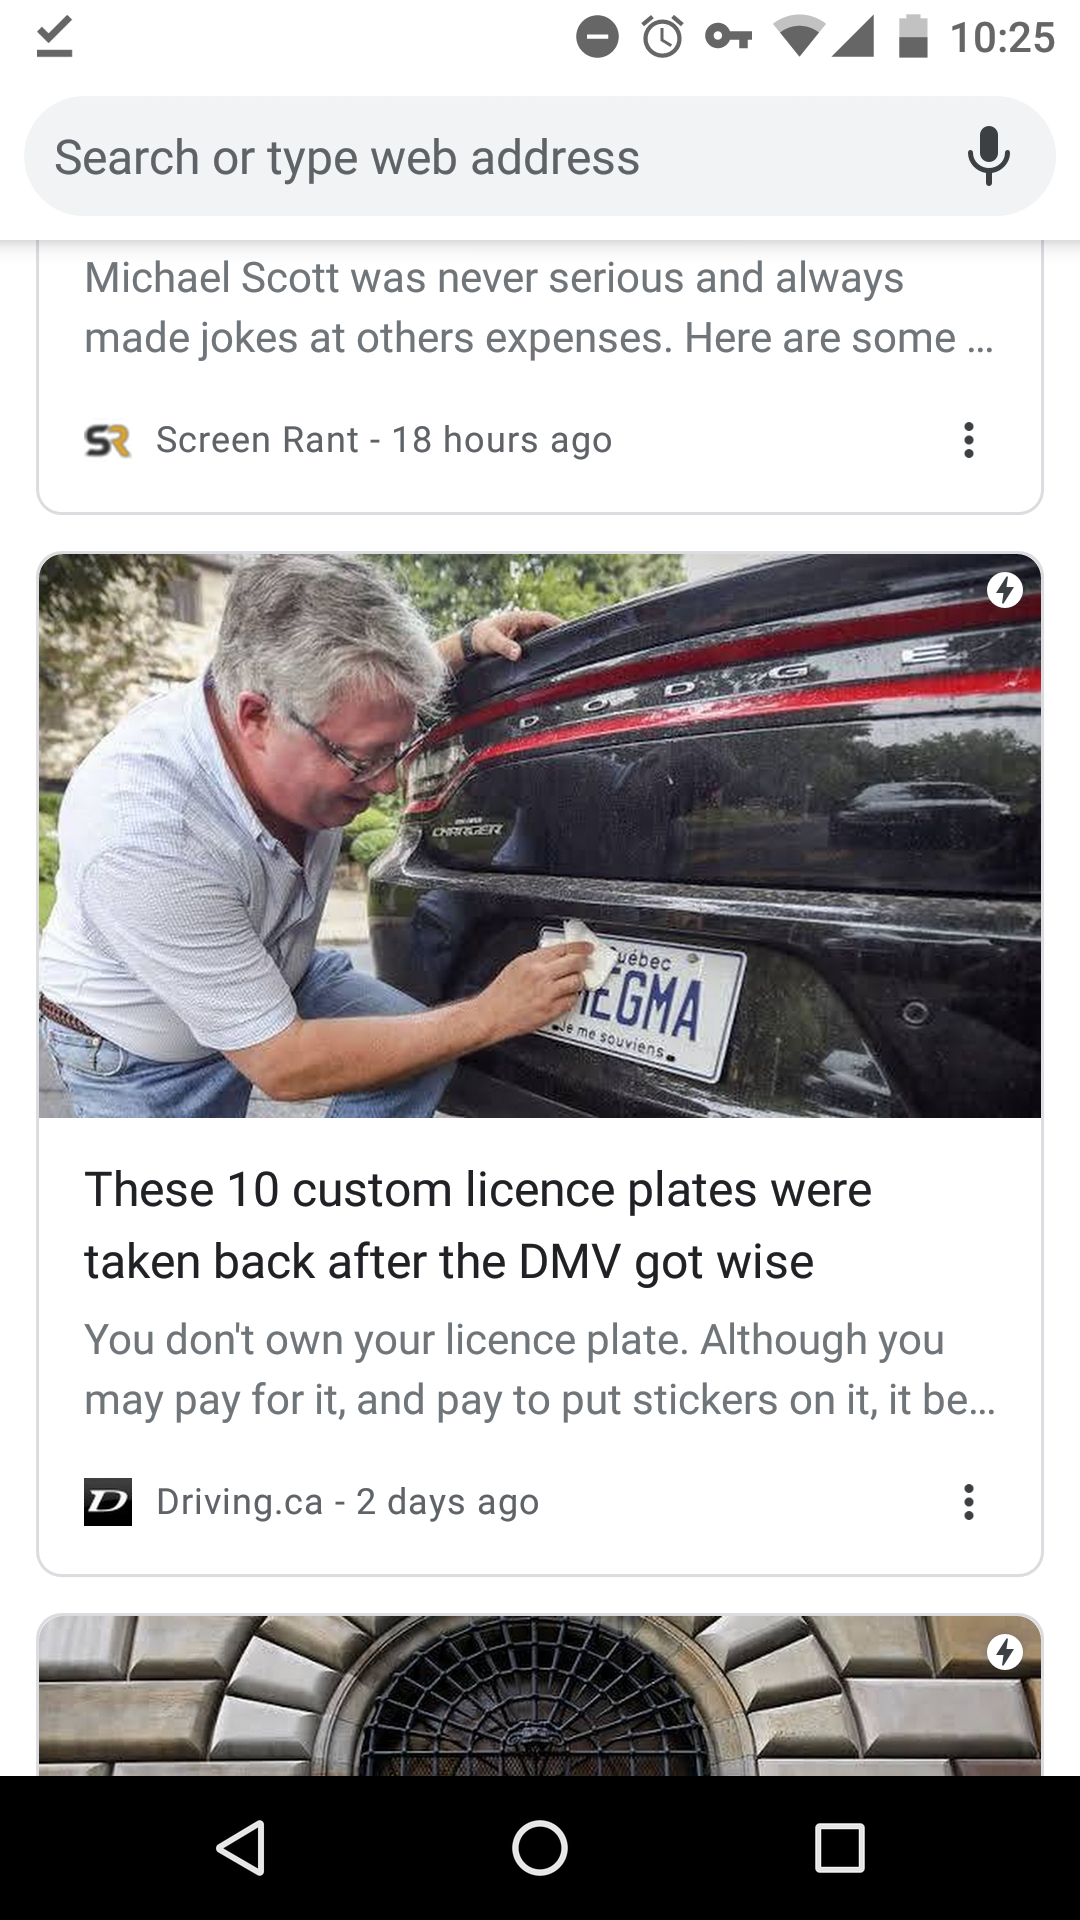 10:25
Search or type web address
Michael Scott was never serious and always
made jokes at others expenses. Here are some ...
SR Screen Rant - 18 hours ago
DODGE
CHARGER
uébec
EGMA
Je me souviens
These 10 custom licence plates were
taken back after the DMV got wise
You don't own your licence plate. Although you
may pay for it, and pay to put stickers on it, it be...
D Driving.ca - 2 days ago